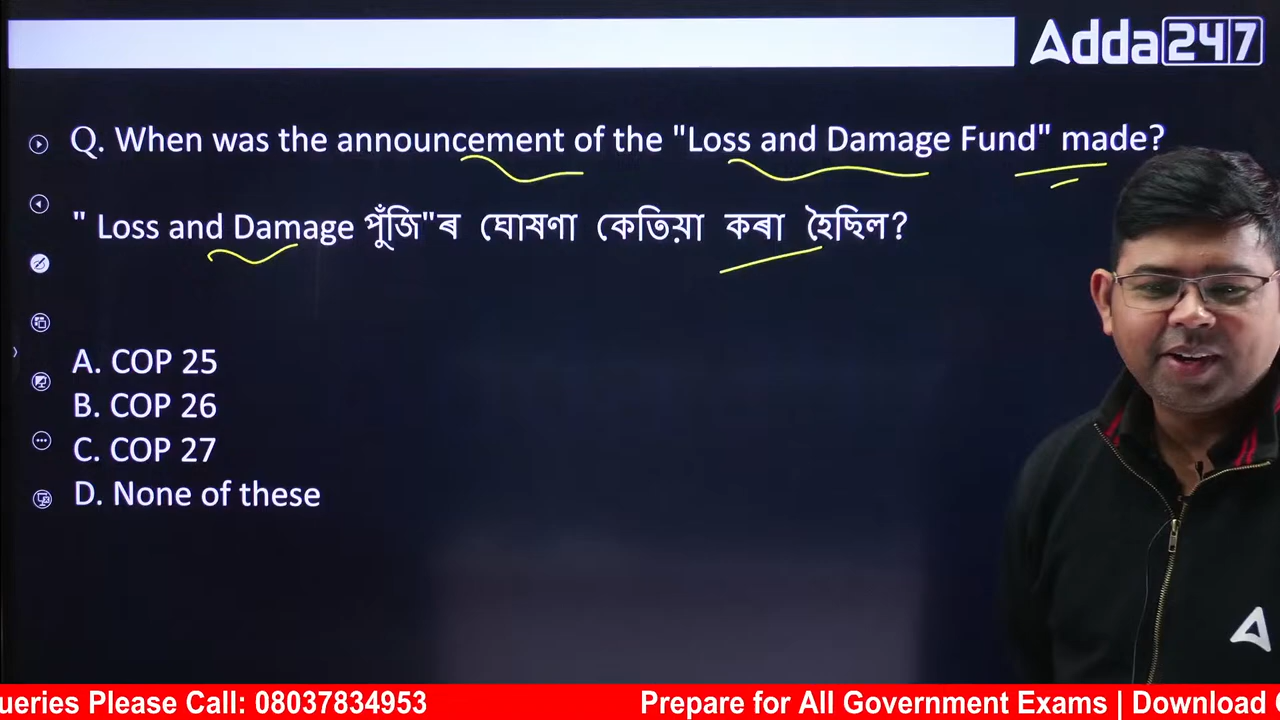 Adda247
Q. When was the announcement of the "Loss and Damage Fund" made?
" Loss and Damage পুঁজি"ৰ ঘোষণা কেতিয়া কৰা হৈছিল?
A. COP 25
B. COP 26
C. COP 27
D. None of these
ueries Please Call: 08037834953 Prepare for All Government Exams | Download